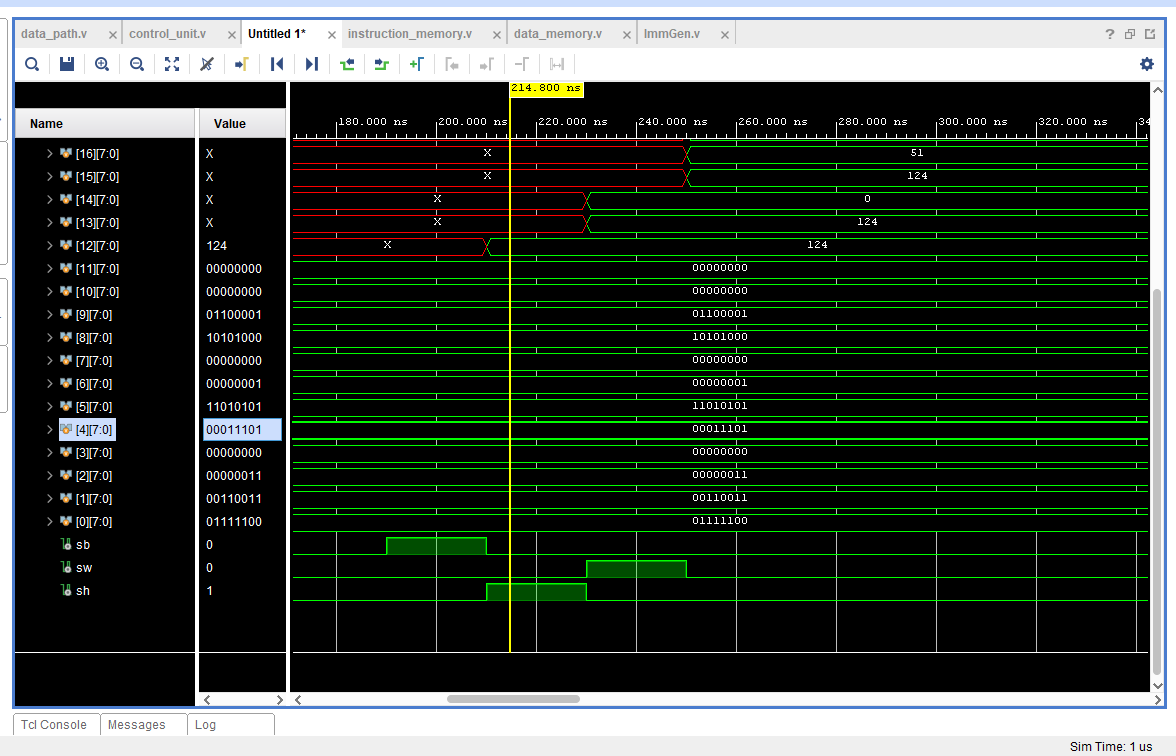 data_path.v × control_unit.v × Untitled 1* × instruction_memory.v × data_memory.v × ImmGen.v ×
214.800 ns
Name Value 180.000 ns 200.000 ns 220.000 ns 240.000 ns 260.000 ns 280.000 ns 300.000 ns 320.000 ns 34
[16][7:0] X X 51
[15][7:0] X X 124
[14][7:0] X X 0
[13][7:0] X X 124
[12][7:0] 124 X 124
[11][7:0] 00000000 00000000
[10][7:0] 00000000 00000000
[9][7:0] 01100001 01100001
[8][7:0] 10101000 10101000
[7][7:0] 00000000 00000000
[6][7:0] 00000001 00000001
[5][7:0] 11010101 11010101
[4][7:0] 00011101 00011101
[3][7:0] 00000000 00000000
[2][7:0] 00000011 00000011
[1][7:0] 00110011 00110011
[0][7:0] 01111100 01111100
sb 0
sw 0
sh 1
Tcl Console Messages Log
Sim Time: 1 us